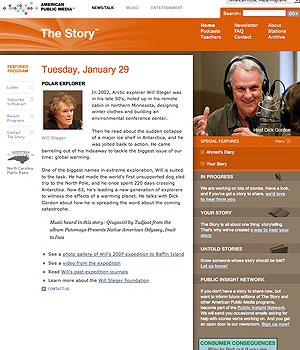 AMERICAN
PUBLIC MEDIA
NEWS/TALK
MUSIC
ENTERTAINMENT
American Public Media Programs
Search:
GO!
The Story
Home
Podcasts
Teachers
Newsletter
FAQ
Contact
About
Stations
Archive
FEATURED
PROGRAM
Listen
Subscribe
To Podcast
Recent
Programs
Contact
The Story
North Carolina
Public Radio
Tuesday, January 29
POLAR EXPLORER
Will Steger
In 2002, Arctic explorer Will Steger was
in his late 50's, holed up in his remote
cabin in northern Minnesota, designing
winter clothes and building an
environmental conference center.
Then he read about the sudden collapse
of a major ice shelf in Antarctica, and he
was jolted back to action. He came
barrelling out of his hideaway to tackle the biggest issue of our
time: global warming.
One of the biggest names in extreme exploration, Will is suited
to the task. He had made the world's first unsupported dog sled
trip to the North Pole, and he once spent 220 days crossing
Antarctica. Now 63, he's leading a new generation of explorers
to witness the effects of a warming planet. He talks with Dick
Gordon about how he is spreading the word about the coming
catastrophe.
Music heard in this story: Qiugaviit by Tudjaat from the
album Putumayo Presents Native American Odyssey, Inuit
to Inca
See a photo gallery of Will's 2007 expedition to Baffin Island
See a video from the expedition
Read Will's past expedition journals
Learn more about the Will Steger Foundation
CONTACT US
Host Dick Gordon
SPECIAL FEATURES
More
Ahmed's Diary
Your Story
IN PROGRESS
We are working on lots of stories. Have a look,
and if you've got a story to share, we'd love
to hear from you.
YOUR STORY
The Story is all about thing: storytelling.
That's why we've created a way to hear your
story.
UNTOLD STORIES
Know someone whose story should be told?
Let us know!
PUBLIC INSIGHT NETWORK
If you don't have a story to share now, but
want to inform future editions of The Story and
other American Public Media programs,
become part of the Public Insight Network.
We will send you occasional emails asking for
help with stories we're working on. And you get
an open door to our newsroom. Sign up now!
CONSUMER CONSEQUENCES